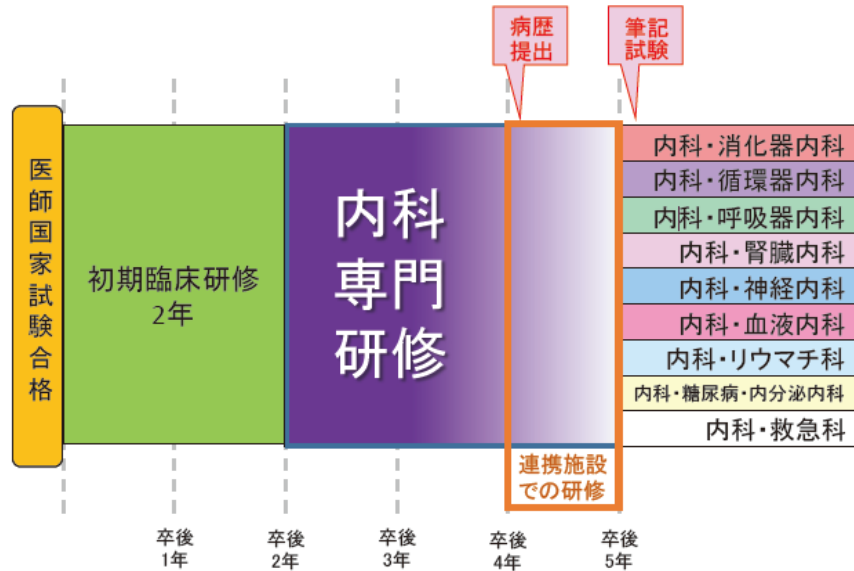 病歴
提出
筆記
試験
医師国家試験合格
初期臨床研修
2年
内科
専門
研修
連携施設
での研修
内科・消化器内科
内科・循環器内科
内科・呼吸器内科
内科・腎臓内科
内科・神経内科
内科・血液内科
内科・リウマチ科
内科・糖尿病・内分泌内科
内科・救急科
卒後
1年
卒後
2年
卒後
3年
卒後
4年
卒後
5年